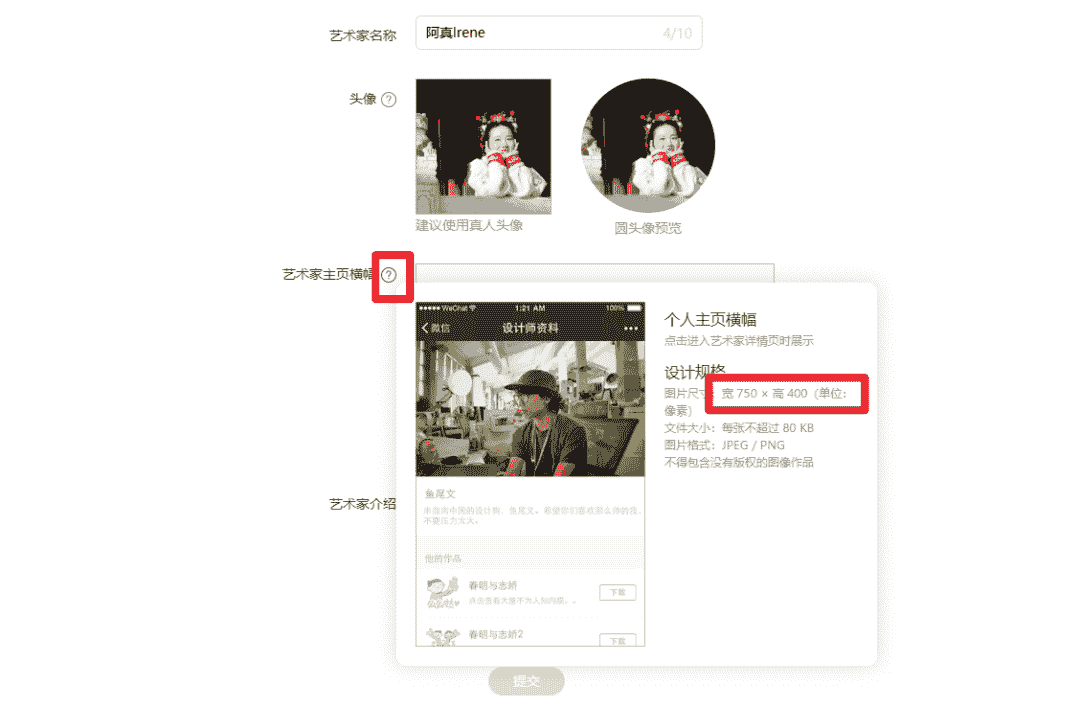 艺术家名称
阿真Irene
4/10
头像 ?
建议使用真人头像
圆头像预览
艺术家主页横幅 ?
WeChat
1:21 AM
100%
微信
设计师资料
个人主页横幅
点击进入艺术家详情页时展示
设计规格
图片尺寸：宽 750 × 高 400（单位：
像素）
文件大小：每张不超过 80 KB
图片格式：JPEG / PNG
不得包含没有版权的图像作品
艺术家介绍
鱼尾文
他的作品
春明与志娇
下载
春明与志娇2
下载
提交